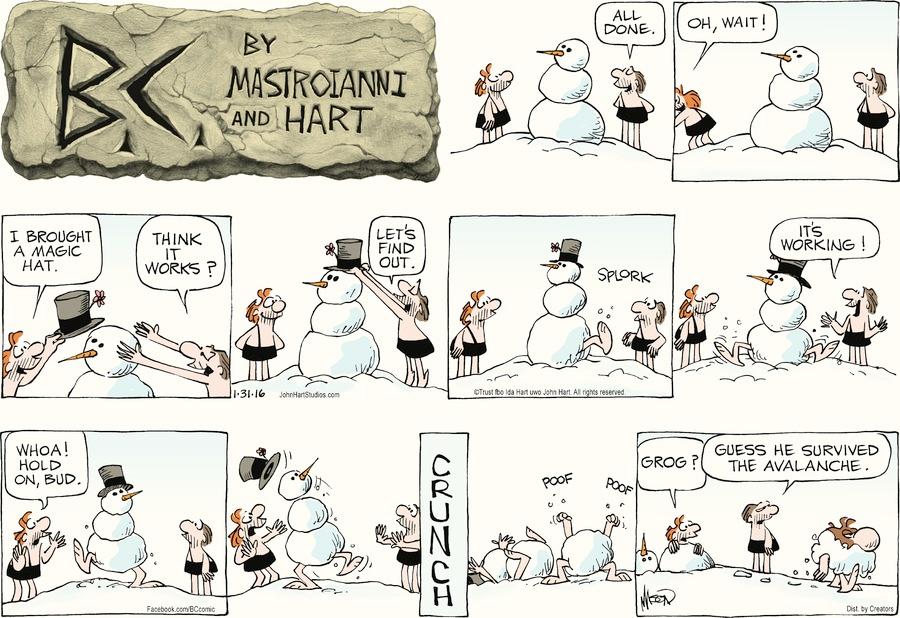 B.C.
BY
MASTROIANNI
AND HART
ALL
DONE.
OH, WAIT!
I BROUGHT
A MAGIC
HAT.
THINK
IT
WORKS?
LET'S
FIND
OUT.
1·31·16
JohnHartStudios.com
SPLORK
©Trust fbo Ida Hart uwo John Hart. All rights reserved.
IT'S
WORKING!
WHOA!
HOLD
ON, BUD.
Facebook.com/BCcomic
CRUNCH
POOF
POOF
GROG?
GUESS HE SURVIVED
THE AVALANCHE.
Dist. by Creators